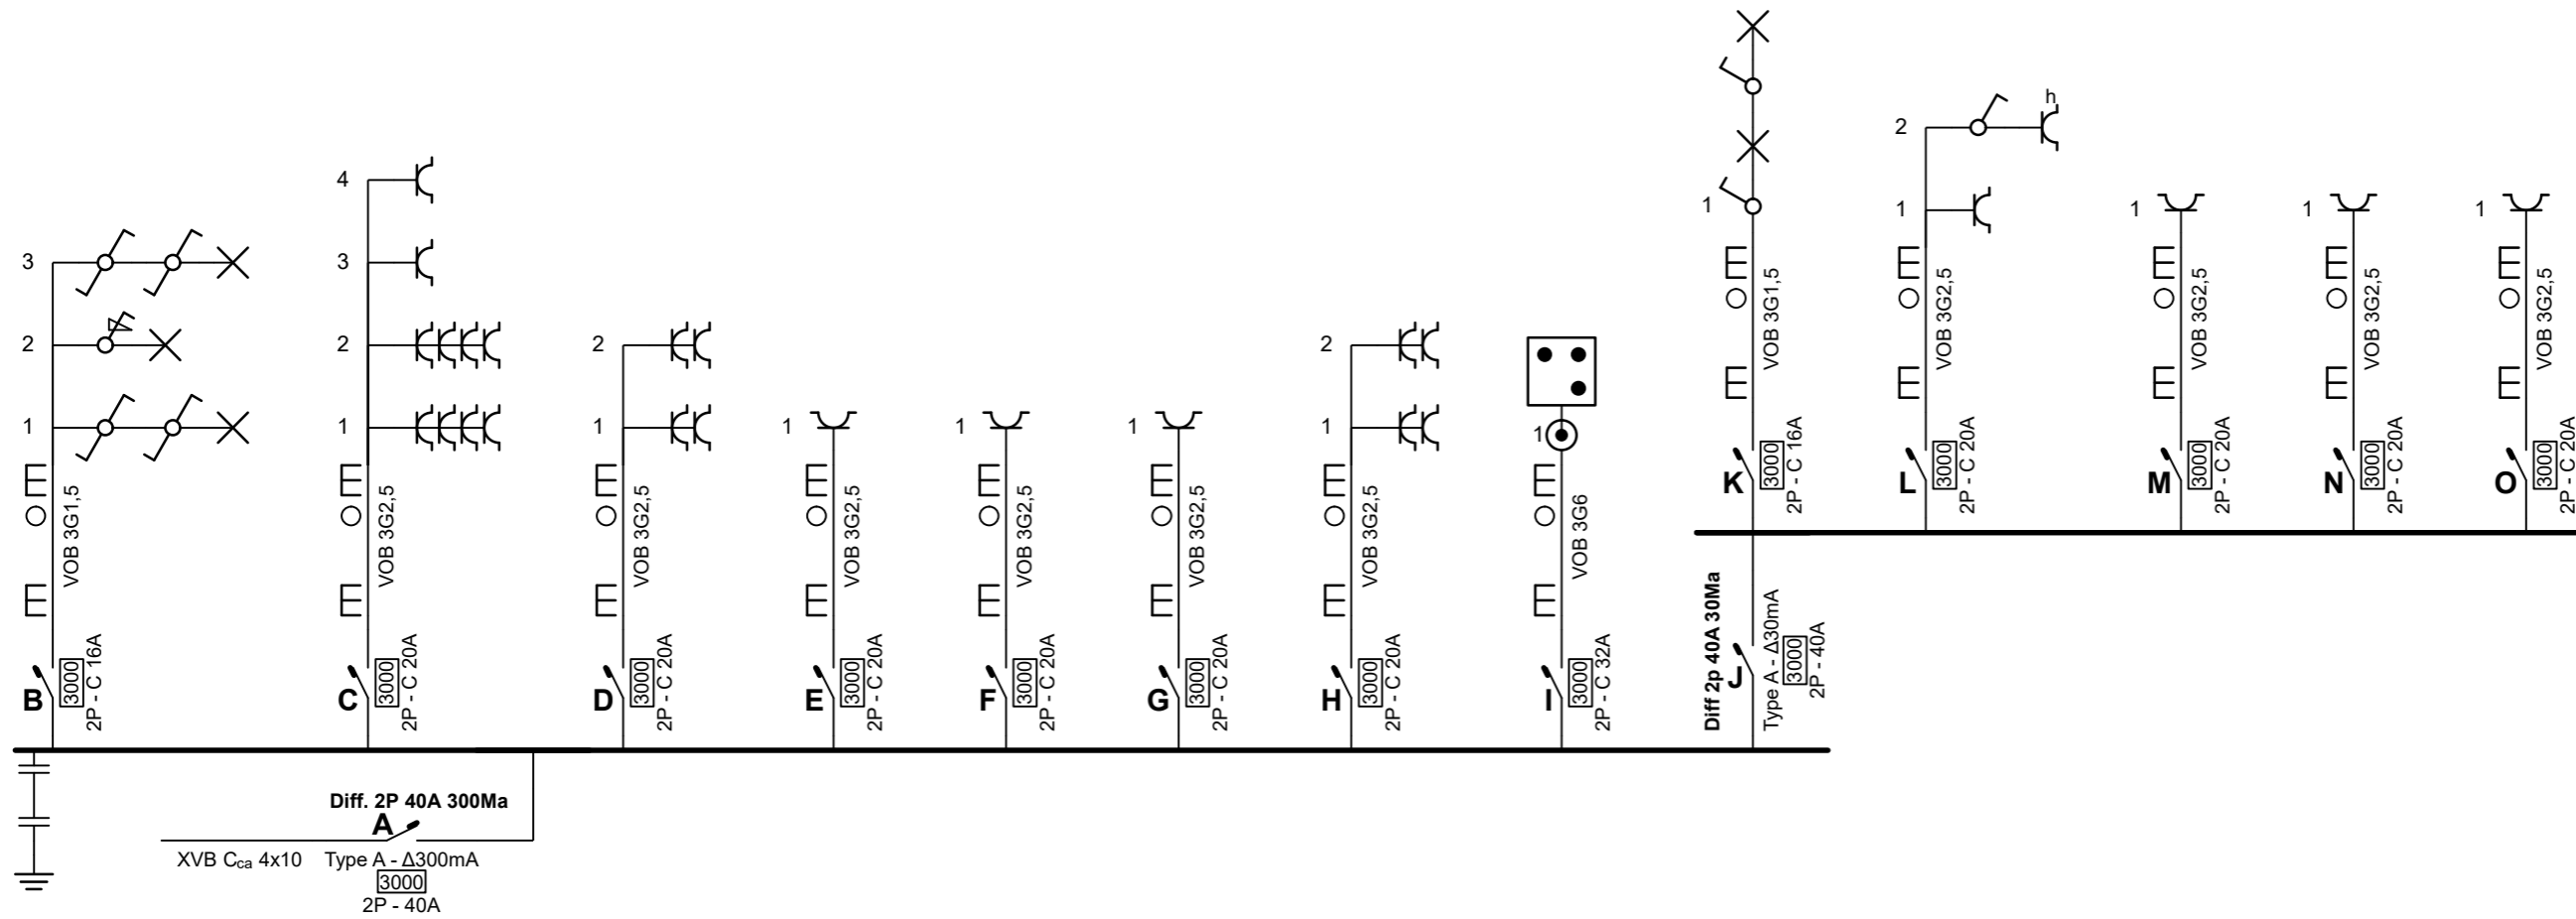 3
2
1
VOB 3G1,5
B
3000
2P - C 16A
4
3
2
1
VOB 3G2,5
C
3000
2P - C 20A
2
1
VOB 3G2,5
D
3000
2P - C 20A
1
VOB 3G2,5
E
3000
2P - C 20A
1
VOB 3G2,5
F
3000
2P - C 20A
1
VOB 3G2,5
G
3000
2P - C 20A
2
1
VOB 3G2,5
H
3000
2P - C 20A
1
VOB 3G6
I
3000
2P - C 32A
Diff 2p 40A 30Ma
J
Type A - Δ30mA
3000
2P - 40A
1
VOB 3G1,5
K
3000
2P - C 16A
h
2
1
VOB 3G2,5
L
3000
2P - C 20A
1
VOB 3G2,5
M
3000
2P - C 20A
1
VOB 3G2,5
N
3000
2P - C 20A
1
VOB 3G2,5
O
3000
2P - C 20A
Diff. 2P 40A 300Ma
A
XVB Cca 4x10
Type A - Δ300mA
3000
2P - 40A